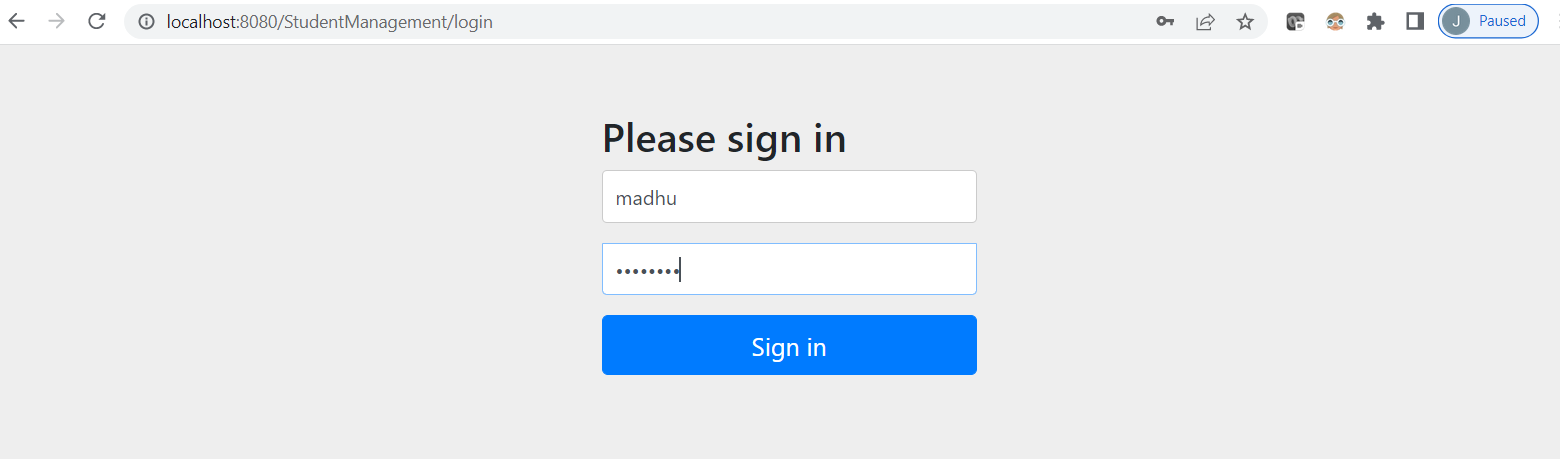 localhost:8080/StudentManagement/login
J Paused
Please sign in
madhu
••••••••
Sign in